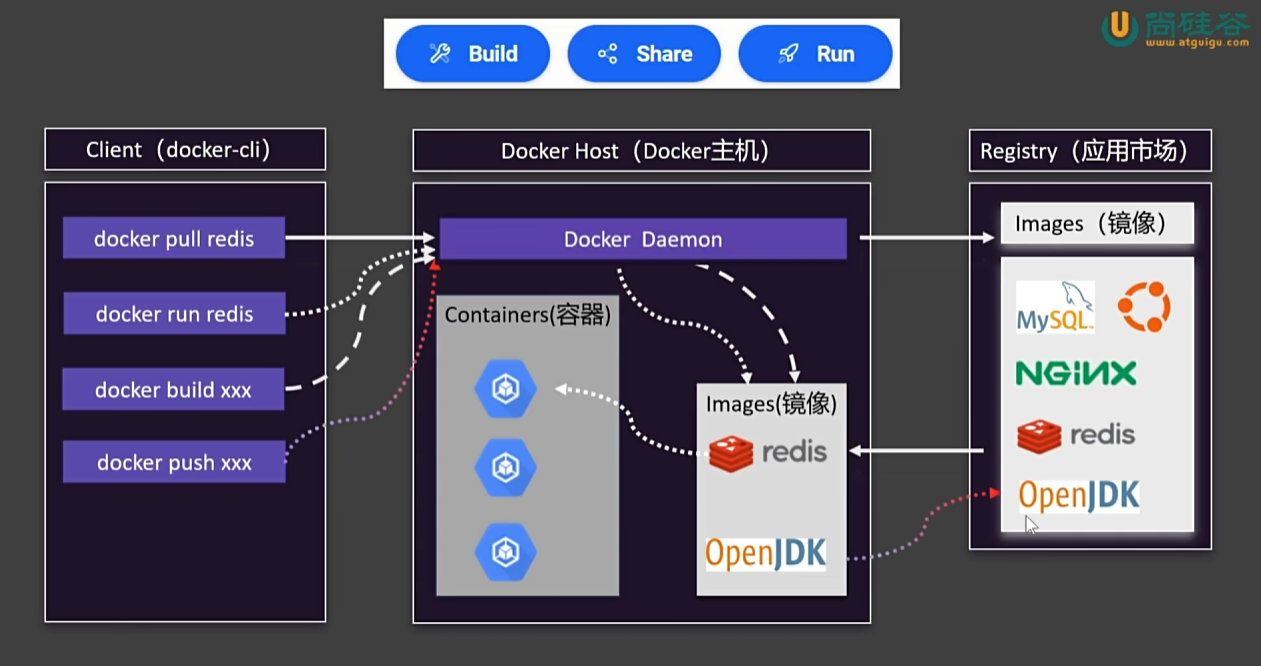 Build
Share
Run
尚硅谷
www.atguigu.com
Client（docker-cli）
docker pull redis
docker run redis
docker build xxx
docker push xxx
Docker Host（Docker主机）
Docker Daemon
Containers(容器)
Images(镜像)
redis
OpenJDK
Registry（应用市场）
Images（镜像）
MySQL
NGINX
redis
OpenJDK